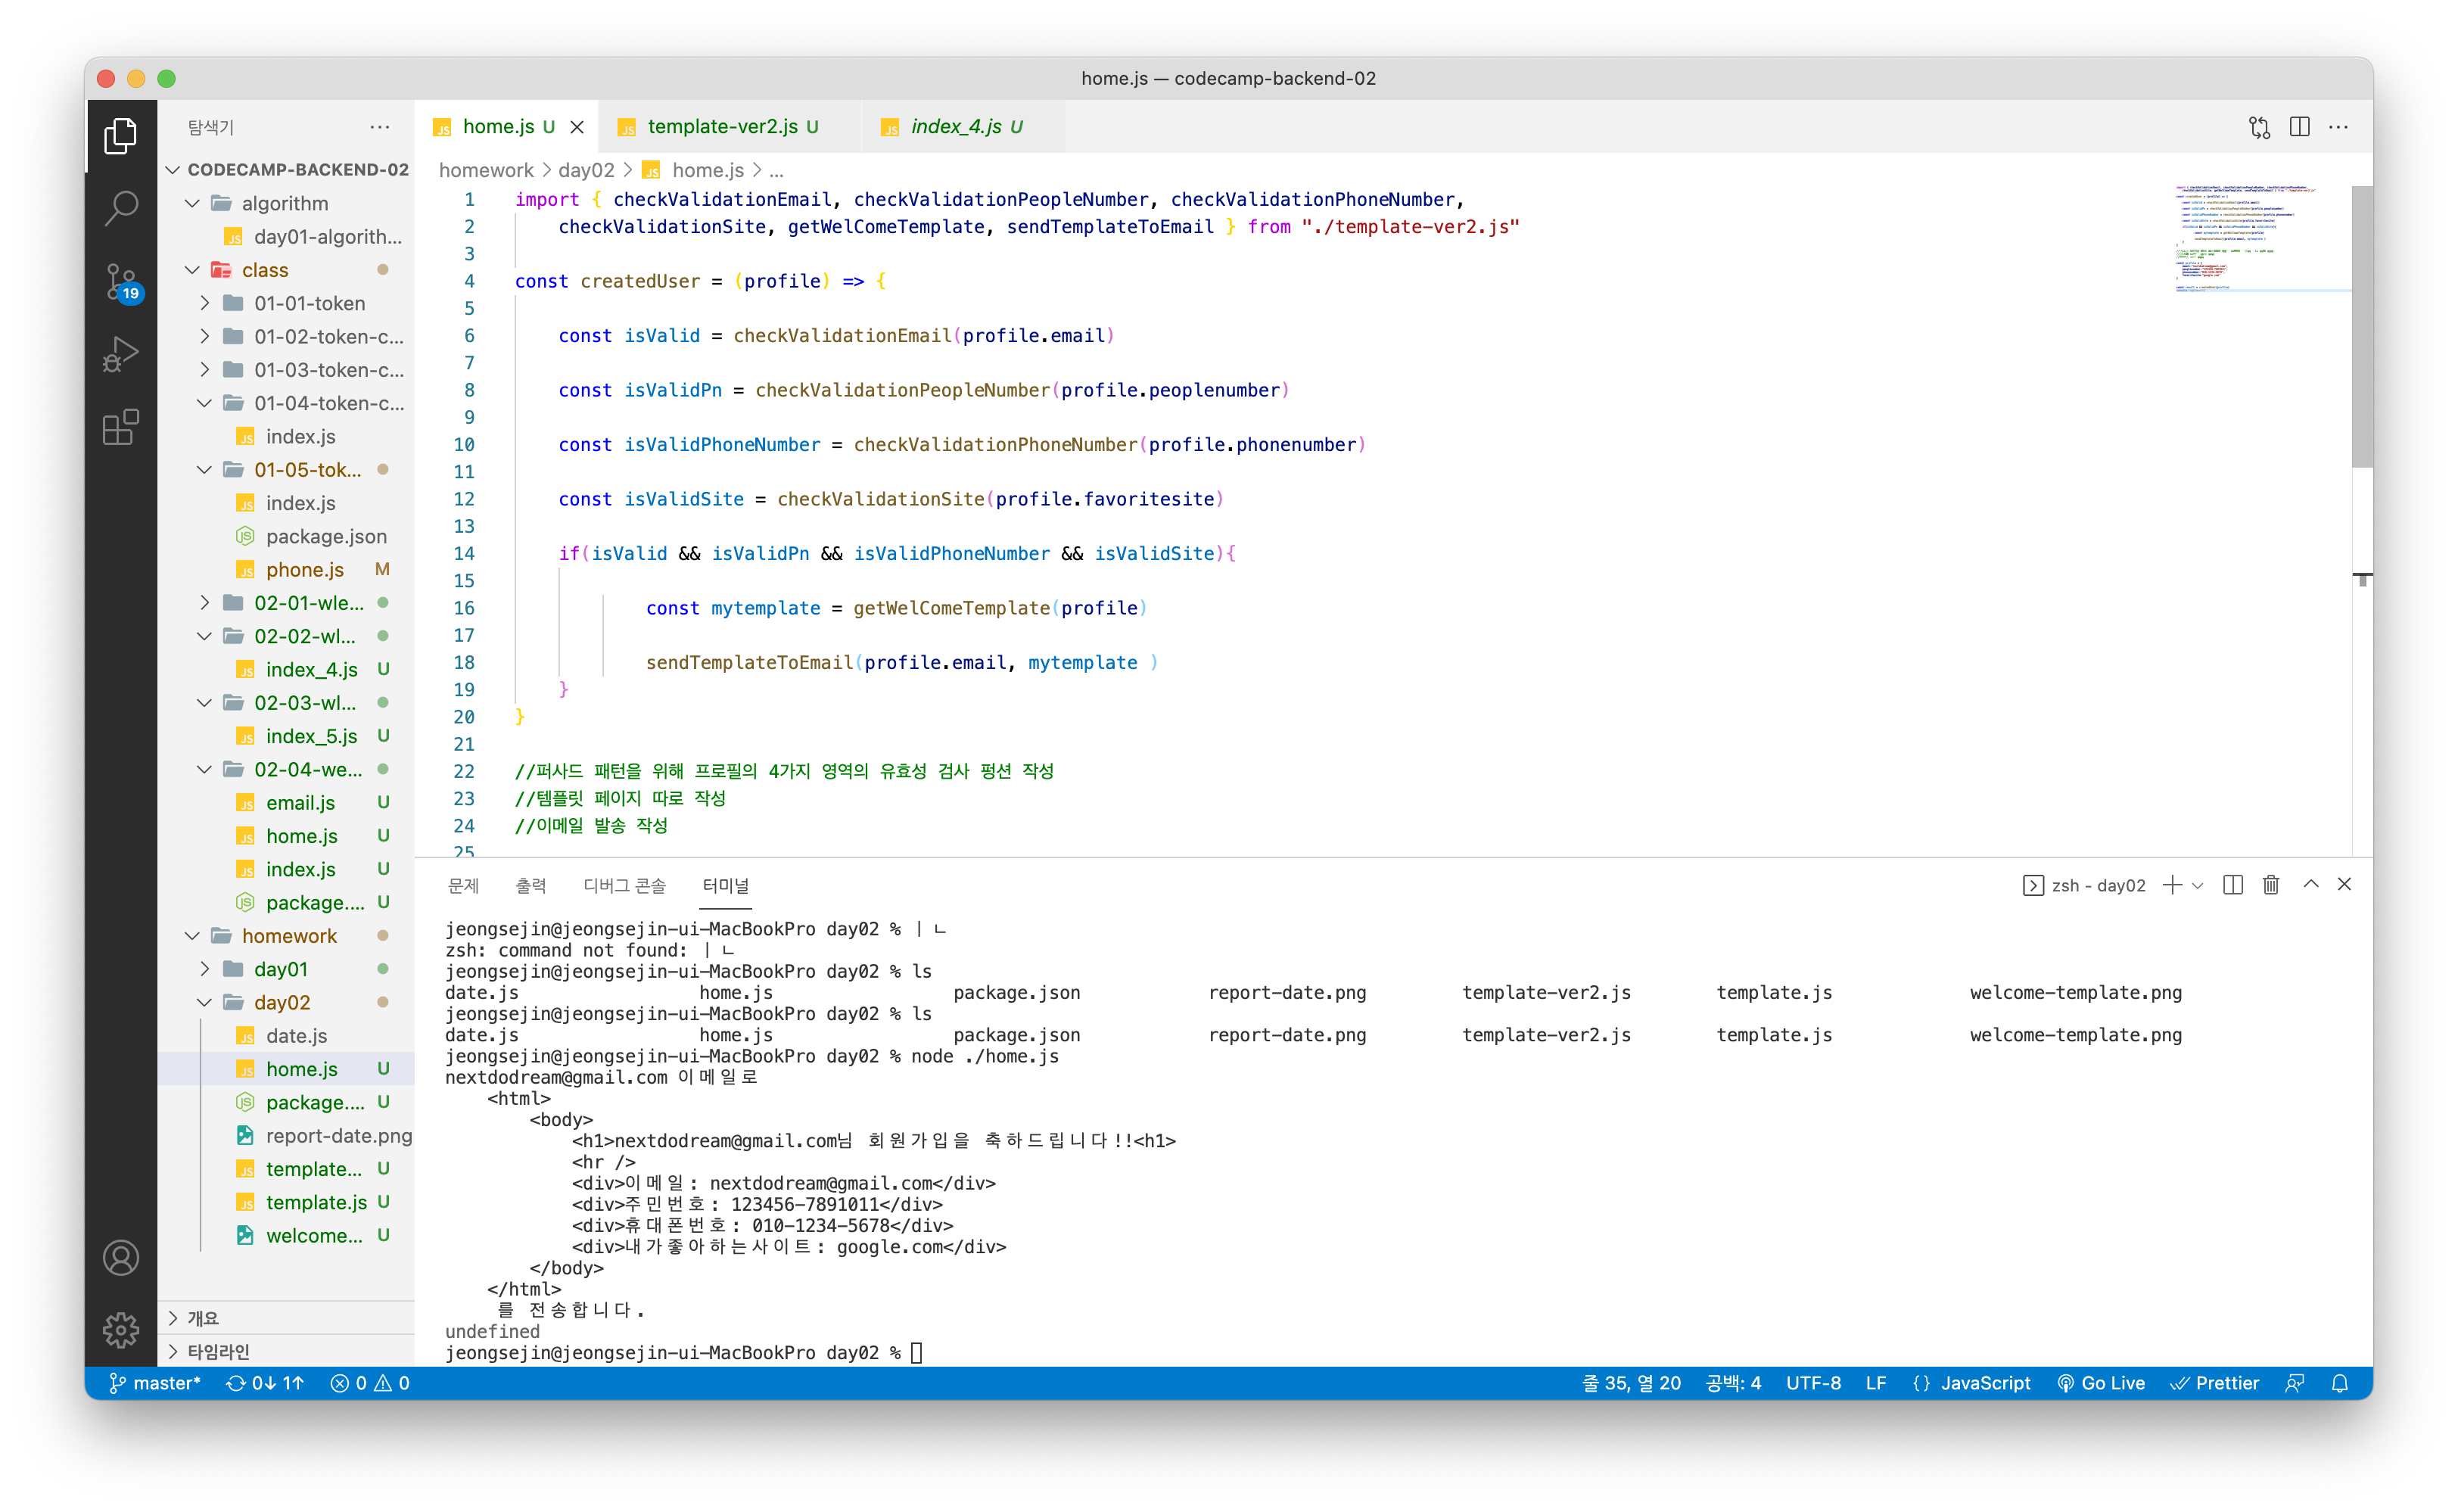 home.js — codecamp-backend-02
탐색기
CODECAMP-BACKEND-02
algorithm
day01-algorith...
class
01-01-token
01-02-token-c...
01-03-token-c...
01-04-token-c...
index.js
01-05-tok...
index.js
package.json
phone.js M
02-01-wle...
02-02-wl...
index_4.js U
02-03-wl...
index_5.js U
02-04-we...
email.js U
home.js U
index.js U
package.... U
homework
day01
day02
date.js
home.js U
package.... U
report-date.png
template... U
template.js U
welcome... U
개요
타임라인
19
home.js U template-ver2.js U index_4.js U
homework > day02 > home.js > ...
1 import { checkValidationEmail, checkValidationPeopleNumber, checkValidationPhoneNumber,
2 checkValidationSite, getWelComeTemplate, sendTemplateToEmail } from "./template-ver2.js"
3
4 const createdUser = (profile) => {
5
6 const isValid = checkValidationEmail(profile.email)
7
8 const isValidPn = checkValidationPeopleNumber(profile.peoplenumber)
9
10 const isValidPhoneNumber = checkValidationPhoneNumber(profile.phonenumber)
11
12 const isValidSite = checkValidationSite(profile.favoritesite)
13
14 if(isValid && isValidPn && isValidPhoneNumber && isValidSite){
15
16 const mytemplate = getWelComeTemplate(profile)
17
18 sendTemplateToEmail(profile.email, mytemplate )
19 }
20 }
21
22 //퍼사드 패턴을 위해 프로필의 4가지 영역의 유효성 검사 펑션 작성
23 //템플릿 페이지 따로 작성
24 //이메일 발송 작성
25
문제 출력 디버그 콘솔 터미널 zsh - day02
jeongsejin@jeongsejin-ui-MacBookPro day02 % ㅣㄴ
zsh: command not found: ㅣㄴ
jeongsejin@jeongsejin-ui-MacBookPro day02 % ls
date.js home.js package.json report-date.png template-ver2.js template.js welcome-template.png
jeongsejin@jeongsejin-ui-MacBookPro day02 % ls
date.js home.js package.json report-date.png template-ver2.js template.js welcome-template.png
jeongsejin@jeongsejin-ui-MacBookPro day02 % node ./home.js
nextdodream@gmail.com 이메일로
<html>
<body>
<h1>nextdodream@gmail.com님 회원가입을 축하드립니다!!<h1>
<hr />
<div>이메일: nextdodream@gmail.com</div>
<div>주민번호: 123456-7891011</div>
<div>휴대폰번호: 010-1234-5678</div>
<div>내가좋아하는사이트: google.com</div>
</body>
</html>
를 전송합니다.
undefined
jeongsejin@jeongsejin-ui-MacBookPro day02 %
master* 0↓ 1↑ 0 0 줄 35, 열 20 공백: 4 UTF-8 LF {} JavaScript Go Live Prettier